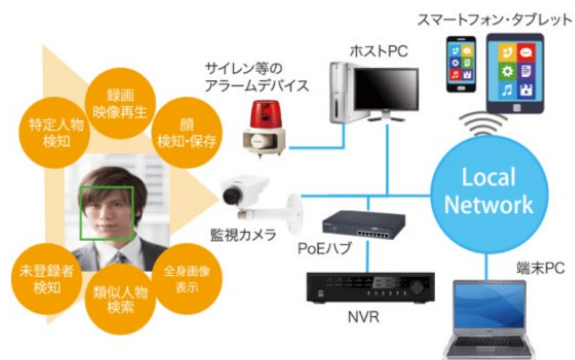 スマートフォン・タブレット
ホストPC
サイレン等の
アラームデバイス
録画
映像再生
特定人物
検知
顔
検知・保存
Local
Network
監視カメラ
PoEハブ
未登録者
検知
類似人物
検索
全身画像
表示
NVR
端末PC